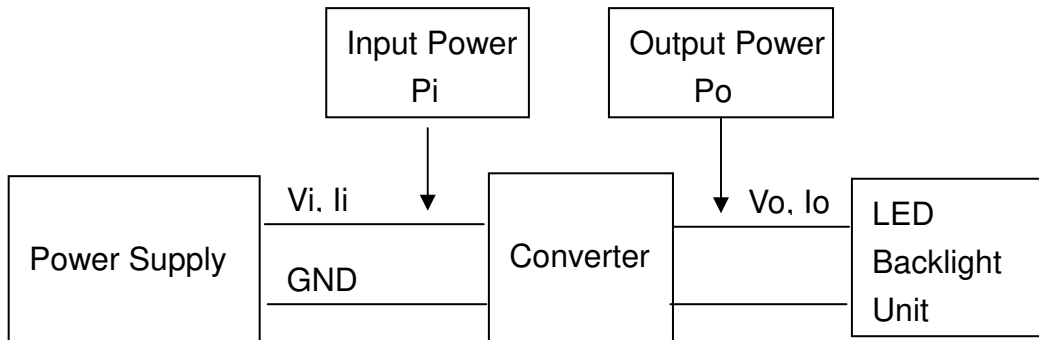 Input Power
Pi
Output Power
Po
Vi, Ii
Vo, Io
Power Supply
GND
Converter
LED
Backlight
Unit